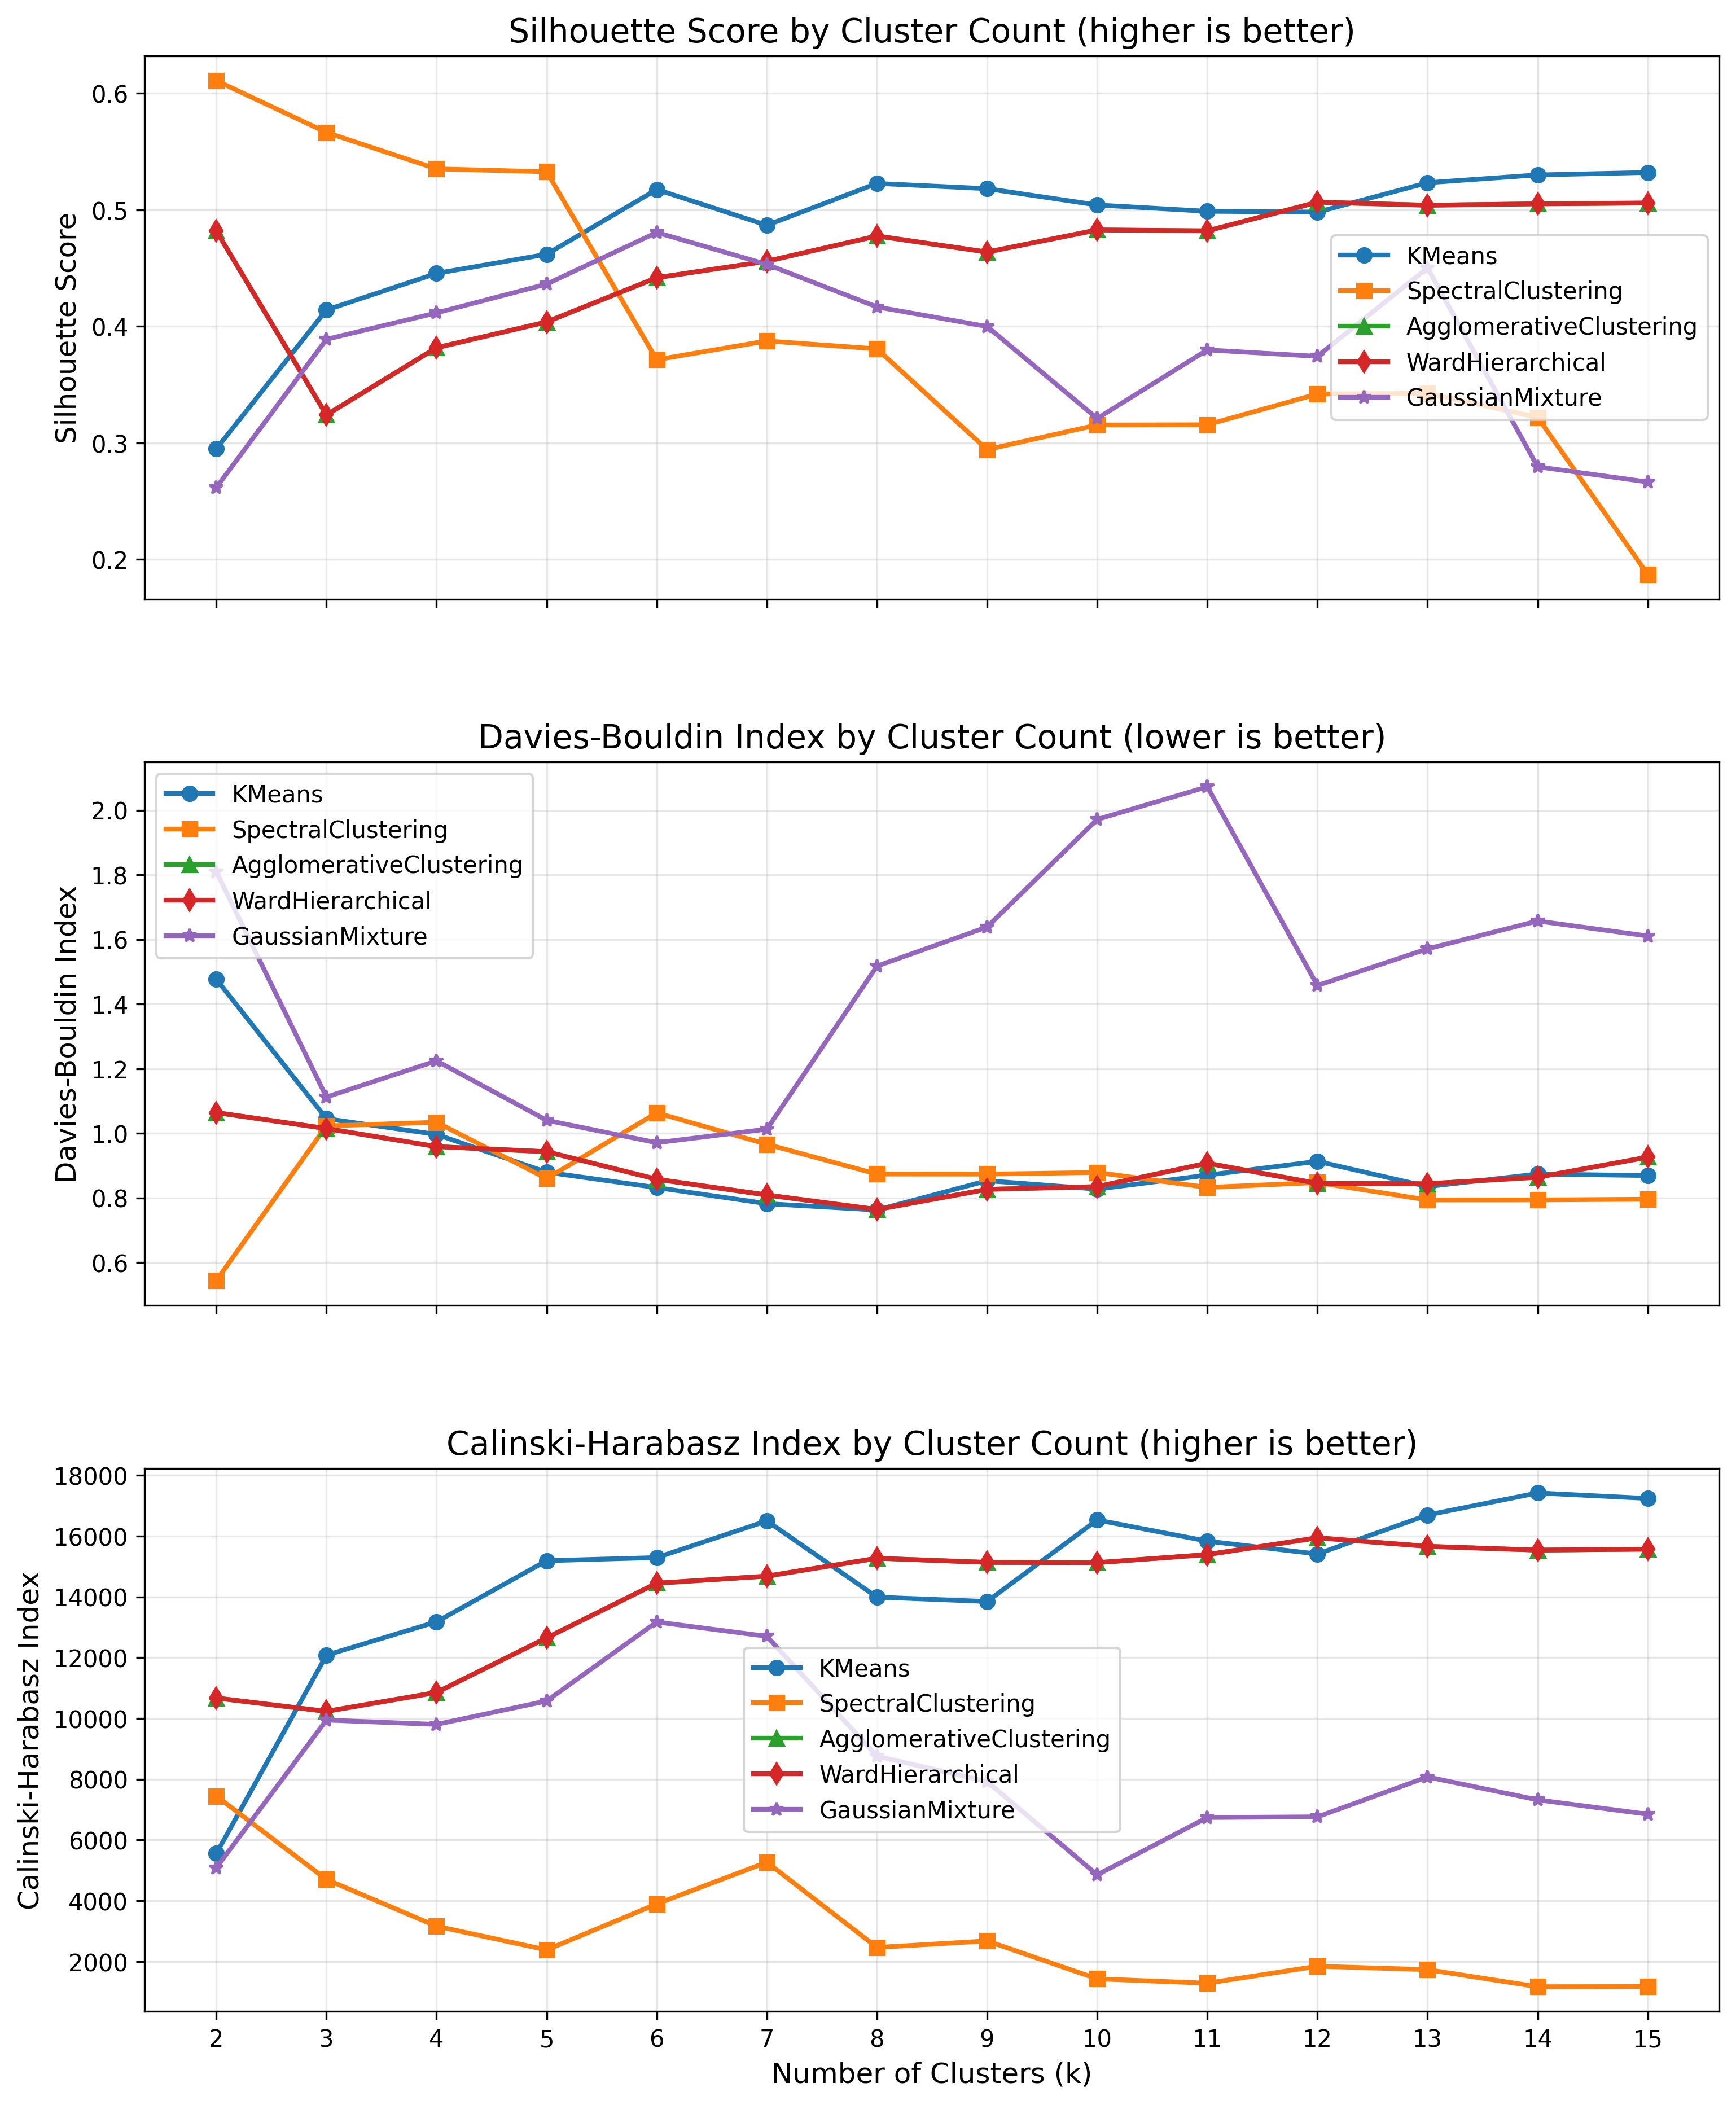 Silhouette Score by Cluster Count (higher is better)
Silhouette Score
0.6
0.5
0.4
0.3
0.2
KMeans
SpectralClustering
AgglomerativeClustering
WardHierarchical
GaussianMixture
Davies-Bouldin Index by Cluster Count (lower is better)
Davies-Bouldin Index
2.0
1.8
1.6
1.4
1.2
1.0
0.8
0.6
KMeans
SpectralClustering
AgglomerativeClustering
WardHierarchical
GaussianMixture
Calinski-Harabasz Index by Cluster Count (higher is better)
Calinski-Harabasz Index
18000
16000
14000
12000
10000
8000
6000
4000
2000
KMeans
SpectralClustering
AgglomerativeClustering
WardHierarchical
GaussianMixture
2 3 4 5 6 7 8 9 10 11 12 13 14 15
Number of Clusters (k)